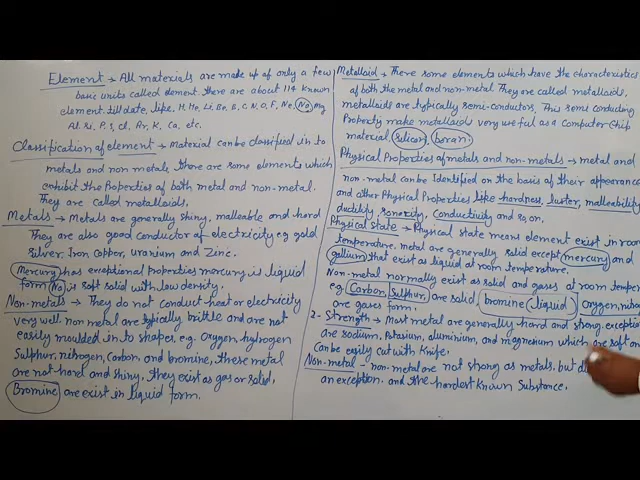 Element → All materials are make up of only a few
basic units called element. there are about 114 known
element till date, like. H, He, Li, Be, B, C, N, O, F, Ne, Na, Mg
Al. Si, P, S, Cl, Ar, K, Ca, etc.
Classification of element → Material can be classified in to
metals and non metals. there are some elements which
exhibit the Properties of both metal and non-metal.
They are called metalloids.
Metals → Metals are generally shiny, malleable and hard
They are also good conductor of electricity e.g gold
Silver. Iron Copper, uranium and Zinc.
Mercury has exceptional properties mercury is liquid
form Na is soft solid with low density.
Non-metals → They do not conduct heat or electricity
very well. non metal are typically brittle and are not
easily moulded in to shapes. e.g. Oxygen, hydrogen
Sulphur, nitrogen, Carbon, and bromine, these metal
are not hard and shiny. They exist as gas or solid,
Bromine are exist in liquid form.
Metalloid → There some elements which have the characteristics
of both the metal and non-metal. They are called metalloids,
metalloids are typically semi-conductors, This semi conducting
Property make metalloid very useful as a Computer Chip
material. silicon, boran.
Physical Properties of metals and non-metals → metal and
non-metal can be Identified on the basis of their appearance
and other Physical Properties like hardness, luster, malleability
ductility, sonority, conductivity and so, on.
Physical state → Physical state means element exist in room
temperature. metal are generally solid except mercury and
gallium that exist as liquid at room temperature.
Non-metal normally exist as solid and gases at room temper
e.g. Carbon, Sulphur, are solid bromine (liquid) Oxygen, nitro
are gases form.
2 - Strength → Most metal are generally hard and strong. exception
are sodium, Potassium, aluminium, and magnesium which are soft an
can be easily cut with Knife.
Non-metal - non-metal are not strong as metals, but
an exception. and the hardest Known Substance.